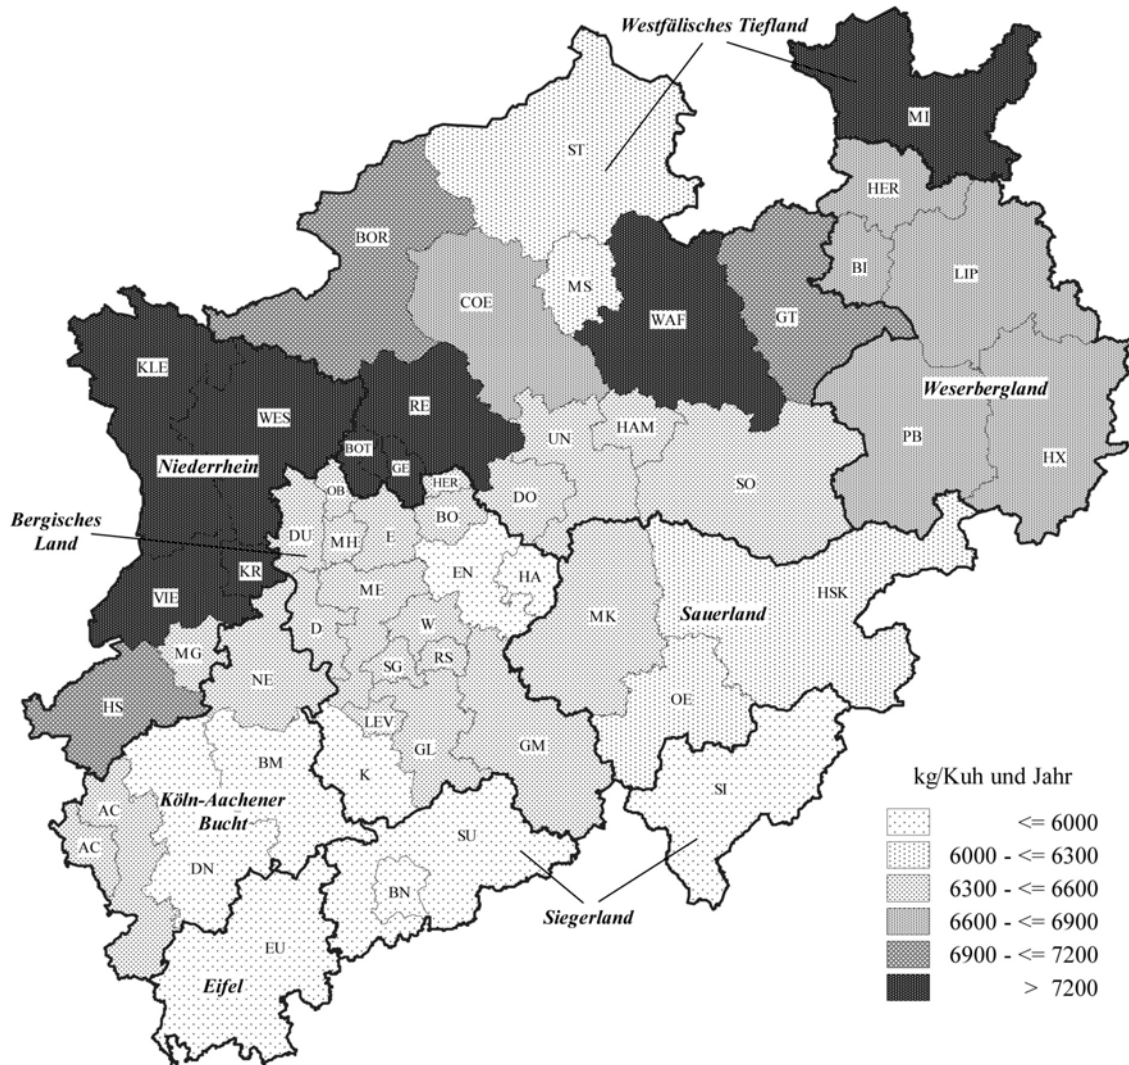 Westfälisches Tiefland
MI
ST
HER
BOR
BI
LIP
MS
COE
WAF
GT
KLE
RE
WES
Weserbergland
HAM
UN
PB
BOT
HX
GE
Niederrhein
HER
SO
OB
DO
BO
Bergisches
Land
DU
MH
E
KR
EN
HA
ME
VIE
HSK
Sauerland
MK
D
W
MG
SG
RS
NE
OE
HS
LEV
GL
GM
BM
K
kg/Kuh und Jahr
SI
Köln-Aachener
Bucht
AC
<= 6000
SU
AC
6000 - <= 6300
DN
6300 - <= 6600
BN
Siegerland
6600 - <= 6900
EU
6900 - <= 7200
Eifel
> 7200